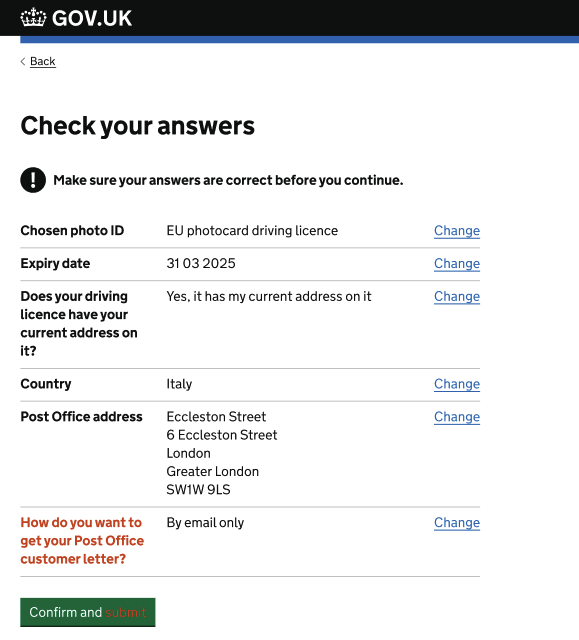 GOV.UK
Back
Check your answers
! Make sure your answers are correct before you continue.
Chosen photo ID EU photocard driving licence Change
Expiry date 31 03 2025 Change
Does your driving Yes, it has my current address on it Change
licence have your
current address on
it?
Country Italy Change
Post Office address Eccleston Street Change
6 Eccleston Street
London
Greater London
SW1W 9LS
How do you want to By email only Change
get your Post Office
customer letter?
Confirm and submit